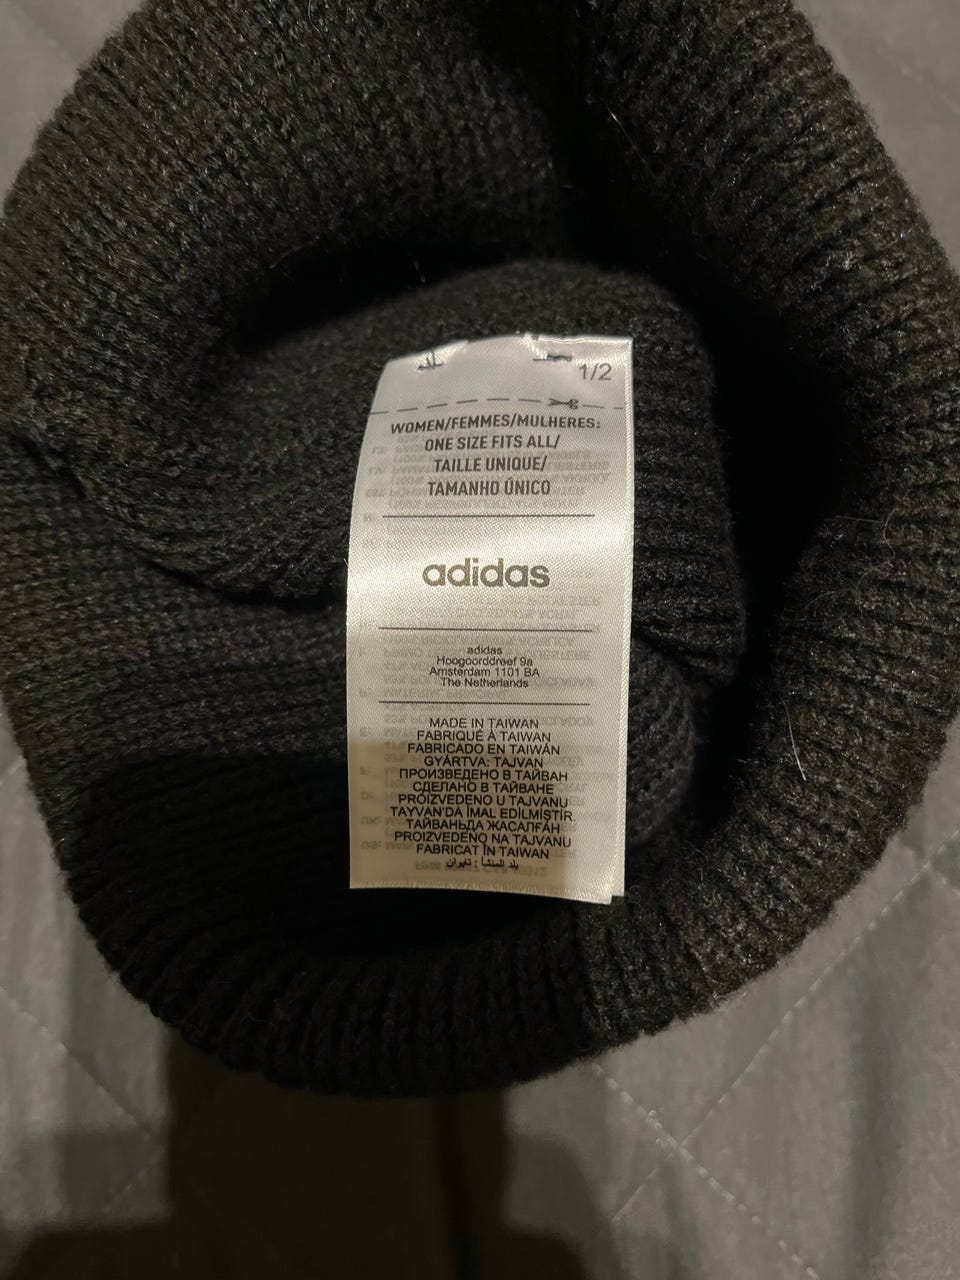 1/2
WOMEN/FEMMES/MULHERES:
ONE SIZE FITS ALL/
TAILLE UNIQUE/
TAMANHO ÚNICO
adidas
adidas
Hoogoorddreef 9a
Amsterdam 1101 BA
The Netherlands
MADE IN TAIWAN
FABRIQUÉ À TAIWAN
FABRICADO EN TAIWÁN
GYÁRTVA: TAJVAN
ПРОИЗВЕДЕНО В ТАЙВАН
СДЕЛАНО В ТАЙВАНЕ
PROIZVEDENO U TAJVANU
TAYVAN'DA İMAL EDİLMİŞTİR.
ТАЙВАНЬДА ЖАСАЛҒАН
PROIZVEDENO NA TAJVANU
FABRICAT ÎN TAIWAN
بلد المنشأ : تايوان